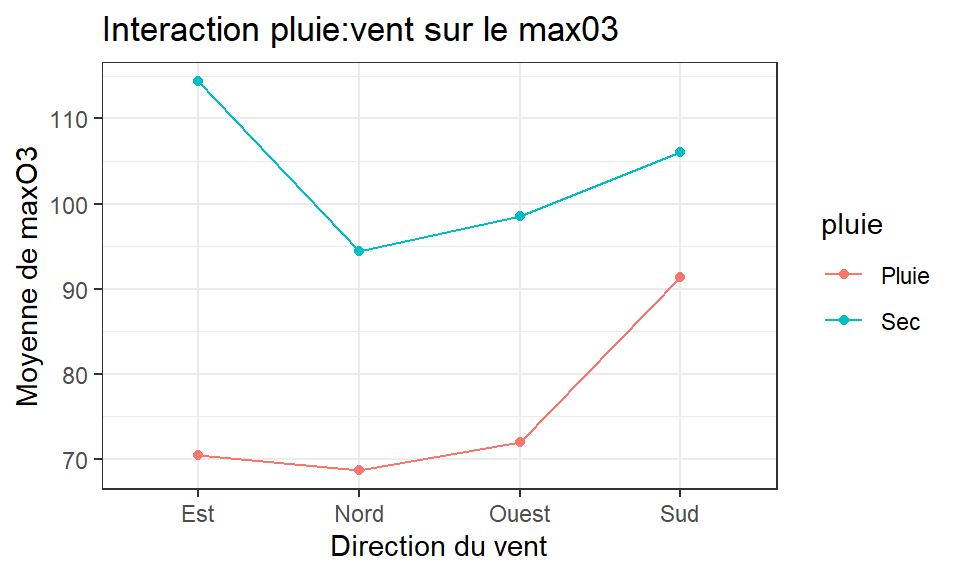 Interaction pluie:vent sur le max03
Moyenne de maxO3
110
100
90
80
70
Est
Nord
Ouest
Sud
Direction du vent
pluie
Pluie
Sec